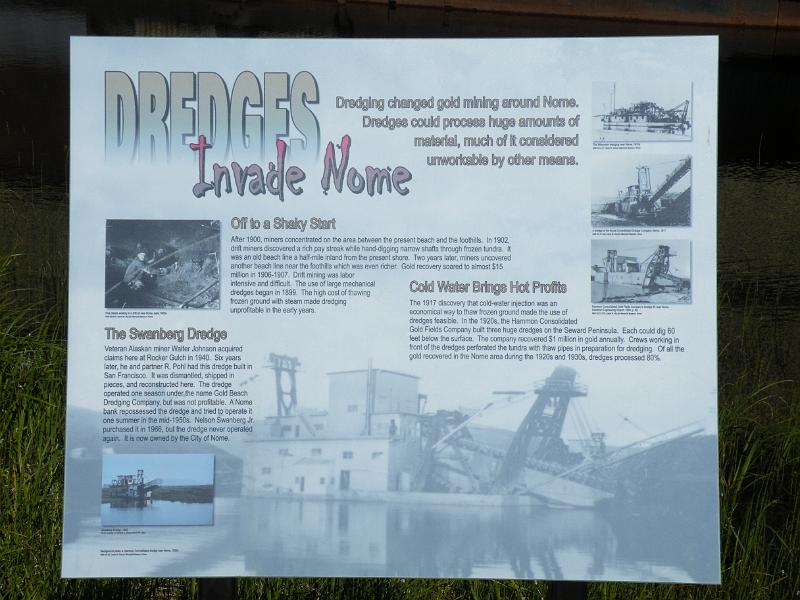 DREDGES
Invade Nome
Dredging changed gold mining around Nome.
Dredges could process huge amounts of
material, much of it considered
unworkable by other means.
Off to a Shaky Start
After 1900, miners concentrated on the area between the present beach and the foothills. In 1902,
drift miners discovered a rich pay streak while hand-digging narrow shafts through frozen tundra. It
was an old beach line a half-mile inland from the present shore. Two years later, miners uncovered
another beach line near the foothills which was even richer. Gold recovery soared to almost $15
million in 1906-1907. Drift mining was labor
intensive and difficult. The use of large mechanical
dredges began in 1899. The high cost of thawing
frozen ground with steam made dredging
unprofitable in the early years.
Cold Water Brings Hot Profits
The 1917 discovery that cold-water injection was an
economical way to thaw frozen ground made the use of
dredges feasible. In the 1920s, the Hammon Consolidated
Gold Fields Company built three huge dredges on the Seward Peninsula. Each could dig 60
feet below the surface. The company recovered $1 million in gold annually. Crews working in
front of the dredges perforated the tundra with thaw pipes in preparation for dredging. Of all the
gold recovered in the Nome area during the 1920s and 1930s, dredges processed 80%.
The Swanberg Dredge
Veteran Alaskan miner Walter Johnson acquired
claims here at Rocker Gulch in 1940. Six years
later, he and partner R. Pohl had this dredge built in
San Francisco. It was dismantled, shipped in
pieces, and reconstructed here. The dredge
operated one season under the name Gold Beach
Dredging Company, but was not profitable. A Nome
bank repossessed the dredge and tried to operate it
one summer in the mid-1950s. Nelson Swanberg Jr.
purchased it in 1966, but the dredge never operated
again. It is now owned by the City of Nome.